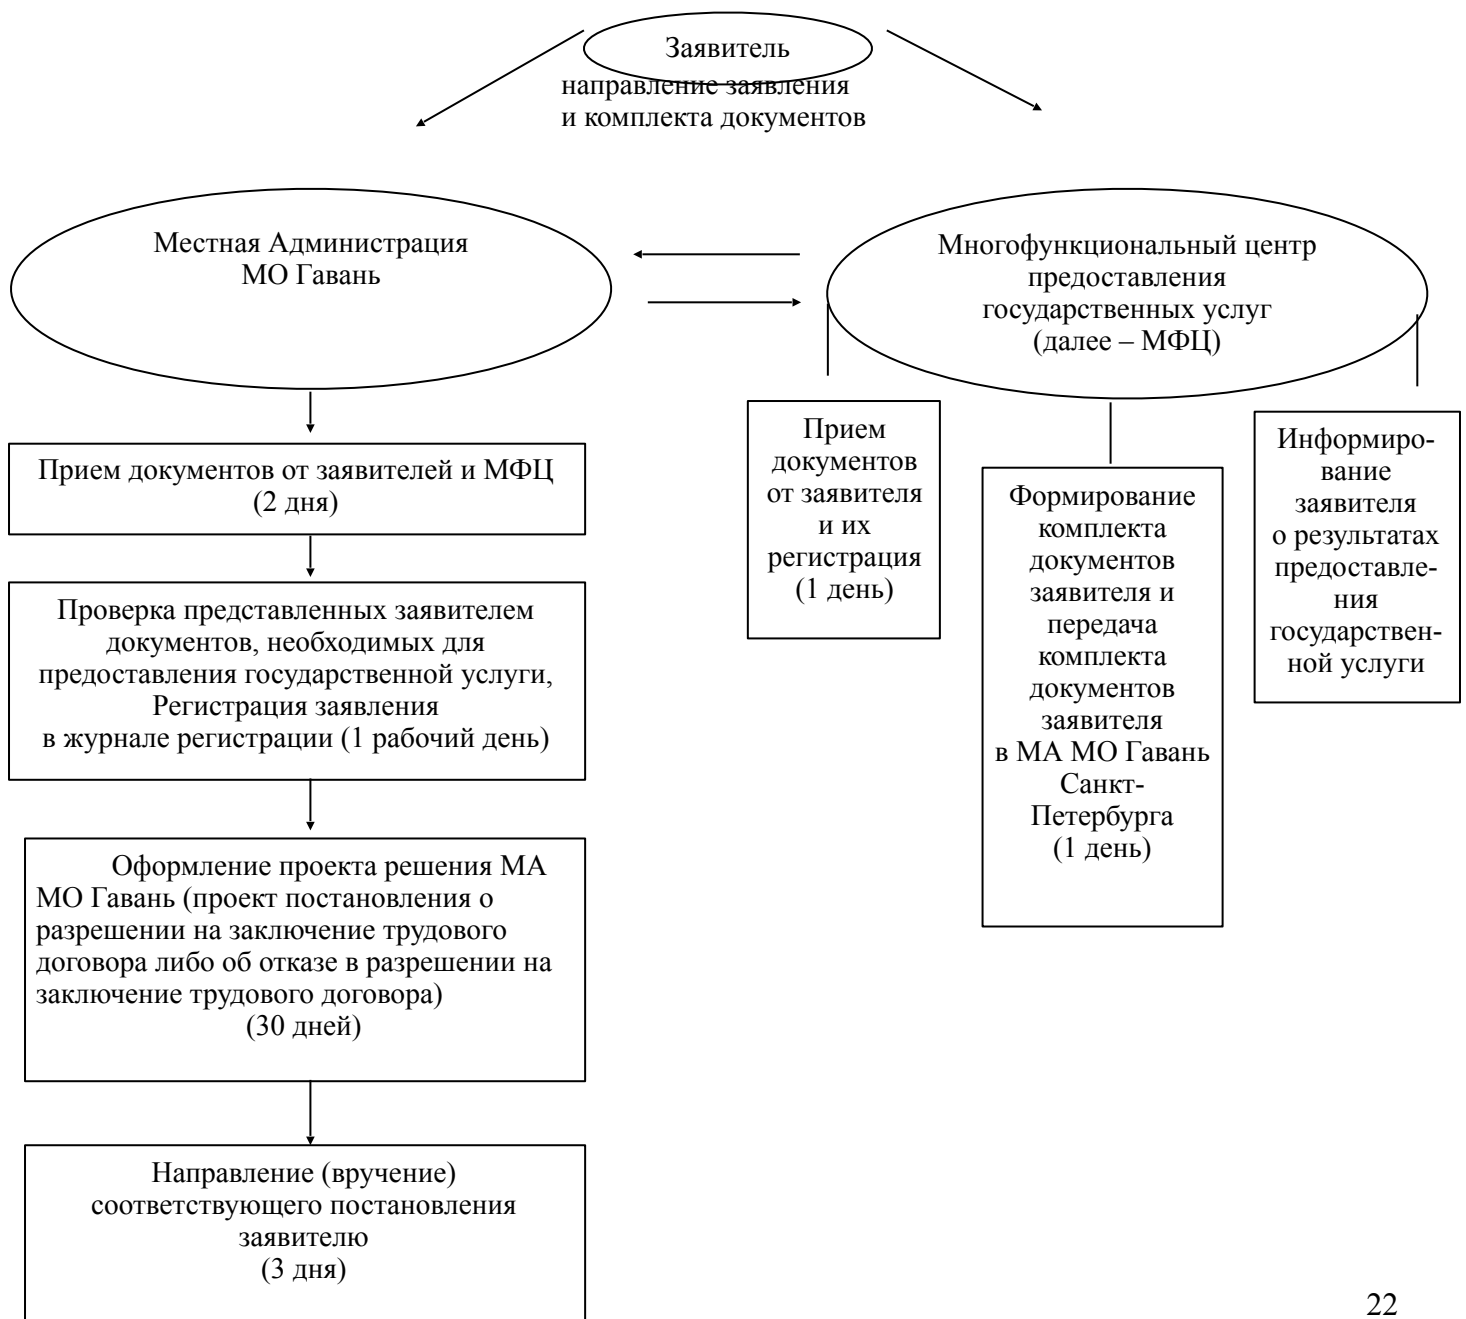 Заявитель
направление заявления
и комплекта документов
Местная Администрация
МО Гавань
Многофункциональный центр
предоставления
государственных услуг
(далее – МФЦ)
Прием документов от заявителей и МФЦ
(2 дня)
Проверка представленных заявителем
документов, необходимых для
предоставления государственной услуги,
Регистрация заявления
в журнале регистрации (1 рабочий день)
Оформление проекта решения МА
МО Гавань (проект постановления о
разрешении на заключение трудового
договора либо об отказе в разрешении на
заключение трудового договора)
(30 дней)
Направление (вручение)
соответствующего постановления
заявителю
(3 дня)
Прием
документов
от заявителя
и их
регистрация
(1 день)
Формирование
комплекта
документов
заявителя и
передача
комплекта
документов
заявителя
в МА МО Гавань
Санкт-
Петербурга
(1 день)
Информиро-
вание
заявителя
о результатах
предоставле-
ния
государствен-
ной услуги
22